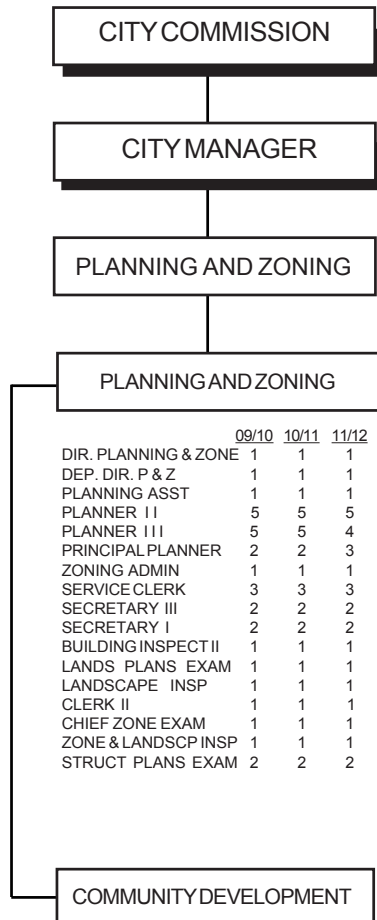 CITY COMMISSION
CITY MANAGER
PLANNING AND ZONING
PLANNING AND ZONING
09/10 10/11 11/12
DIR. PLANNING & ZONE 1 1 1
DEP. DIR. P & Z 1 1 1
PLANNING ASST 1 1 1
PLANNER II 5 5 5
PLANNER III 5 5 4
PRINCIPAL PLANNER 2 2 3
ZONING ADMIN 1 1 1
SERVICE CLERK 3 3 3
SECRETARY III 2 2 2
SECRETARY I 2 2 2
BUILDING INSPECT II 1 1 1
LANDS PLANS EXAM 1 1 1
LANDSCAPE INSP 1 1 1
CLERK II 1 1 1
CHIEF ZONE EXAM 1 1 1
ZONE & LANDSCP INSP 1 1 1
STRUCT PLANS EXAM 2 2 2
COMMUNITY DEVELOPMENT